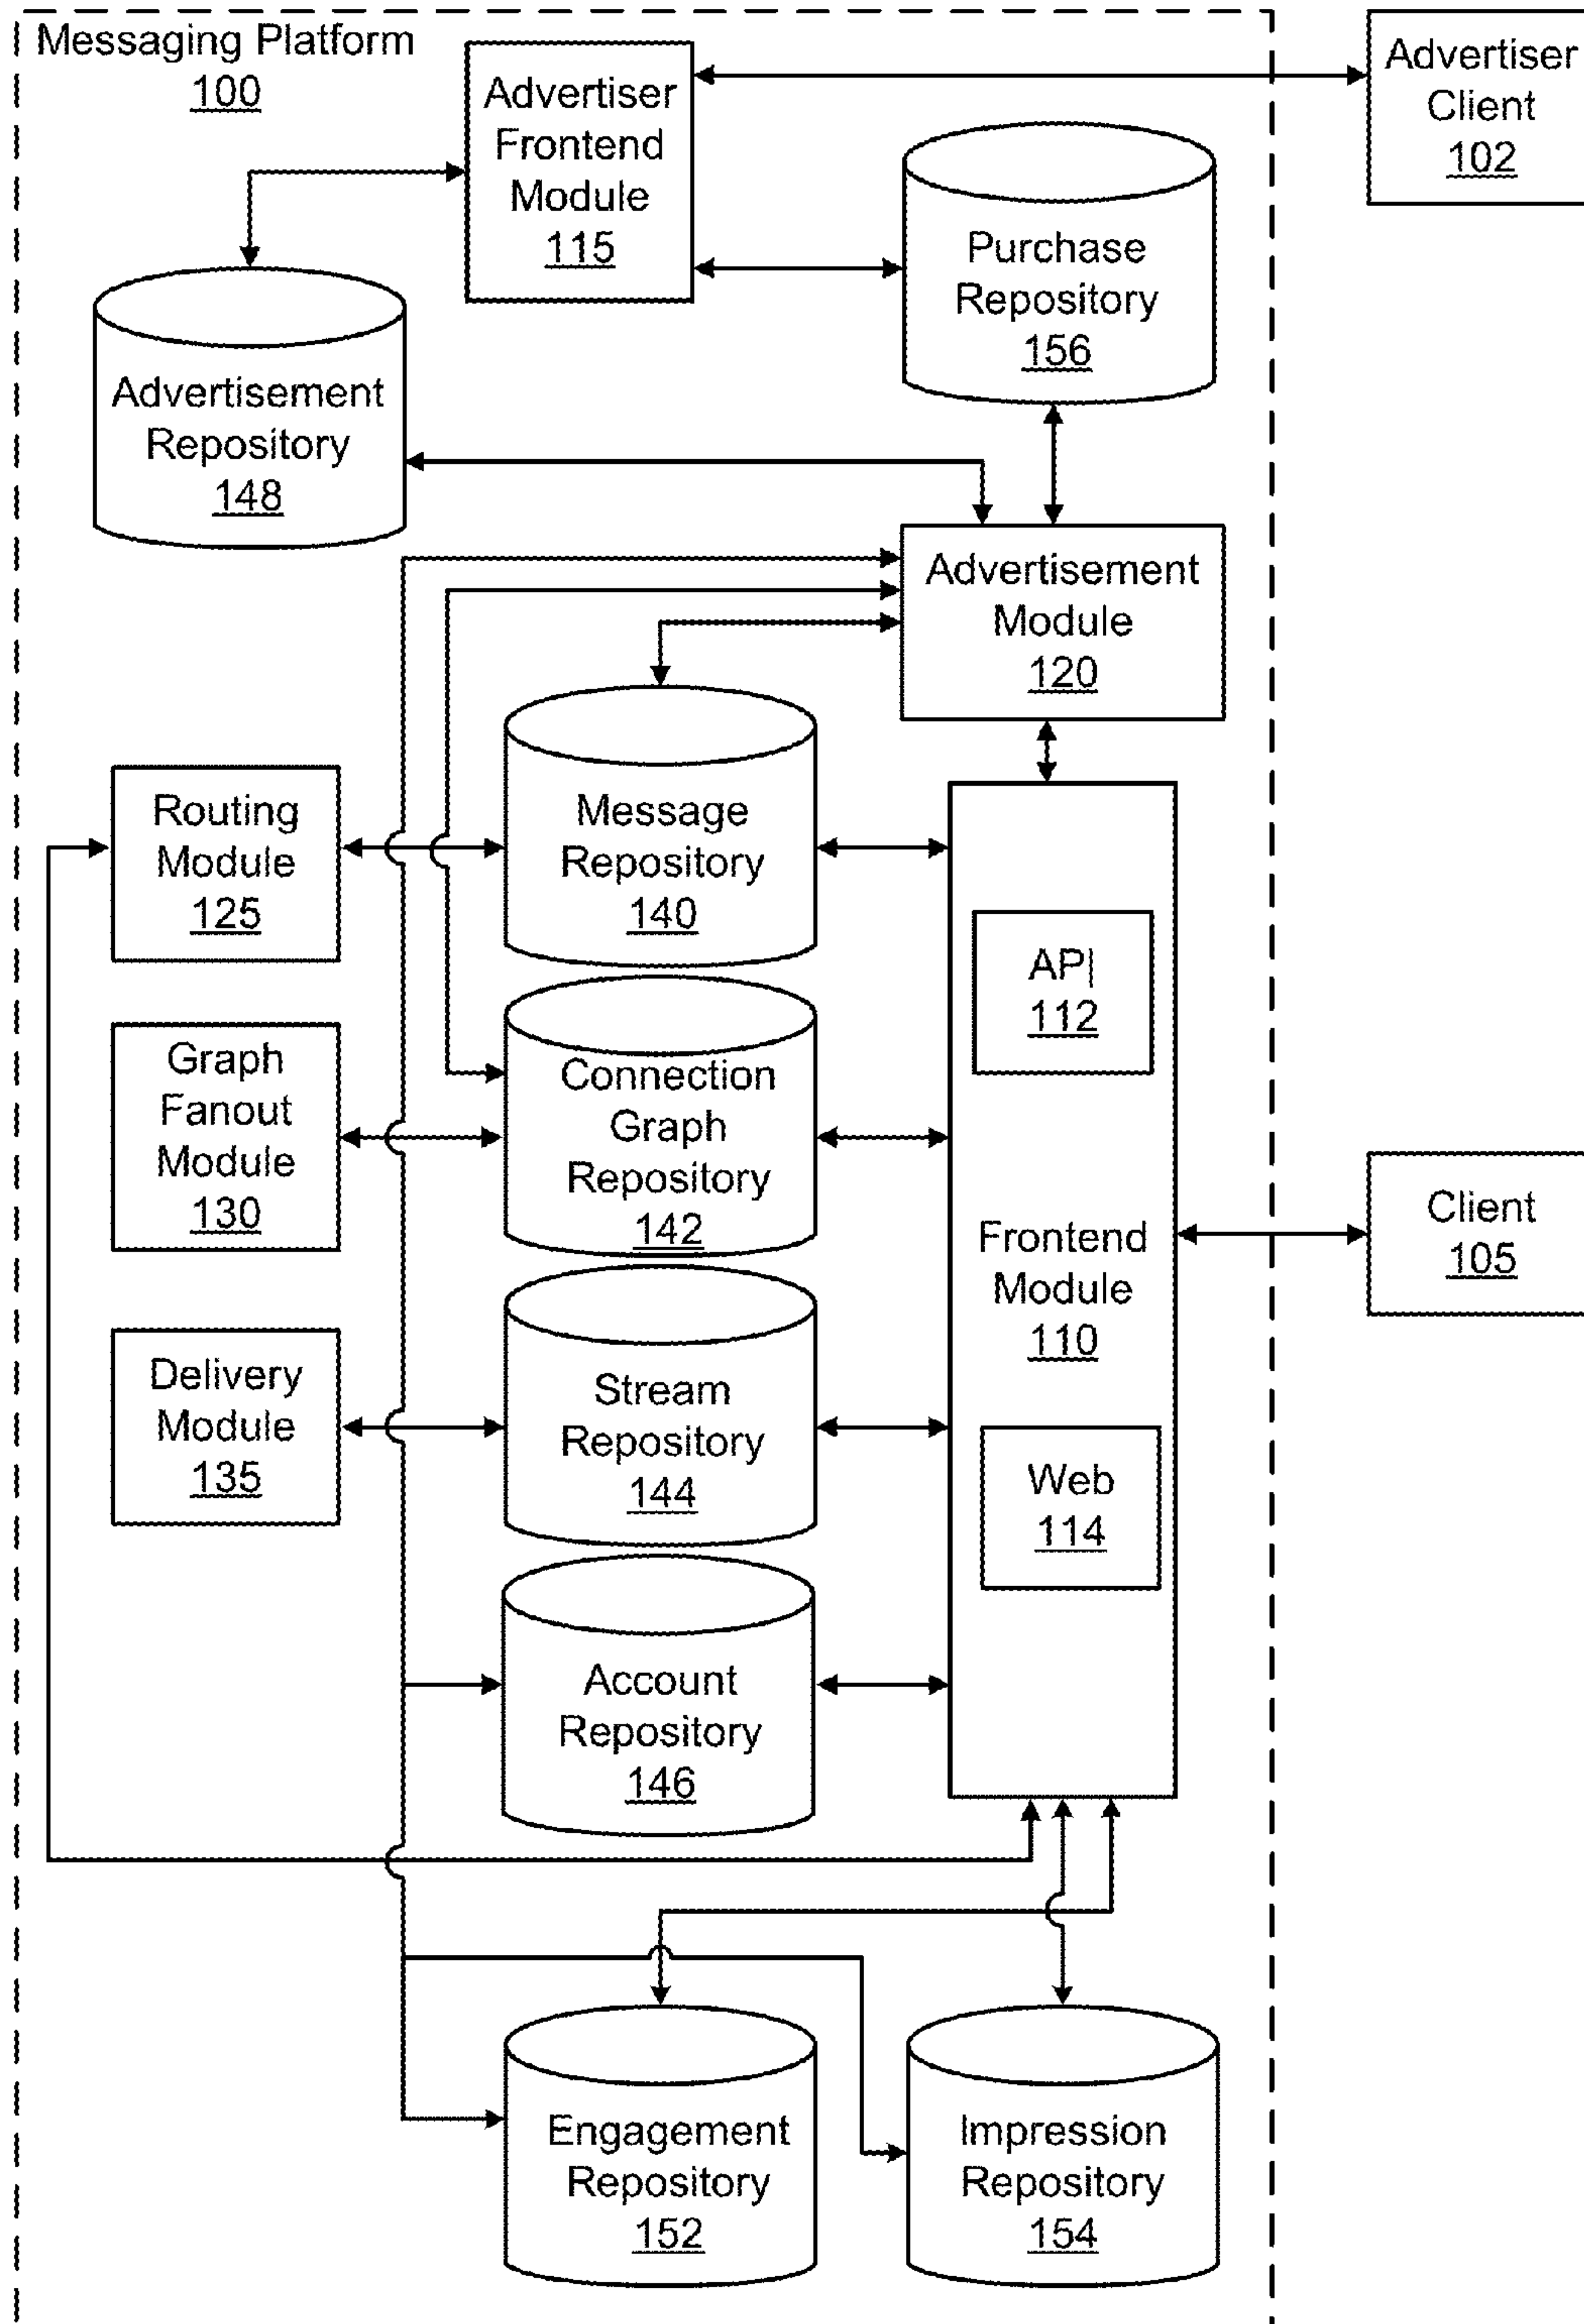 Messaging Platform
100
Advertiser
Frontend
Module
115
Advertiser
Client
102
Purchase
Repository
156
Advertisement
Repository
148
Advertisement
Module
120
Routing
Module
125
Message
Repository
140
API
112
Graph
Fanout
Module
130
Connection
Graph
Repository
142
Frontend
Module
110
Client
105
Delivery
Module
135
Stream
Repository
144
Web
114
Account
Repository
146
Engagement
Repository
152
Impression
Repository
154